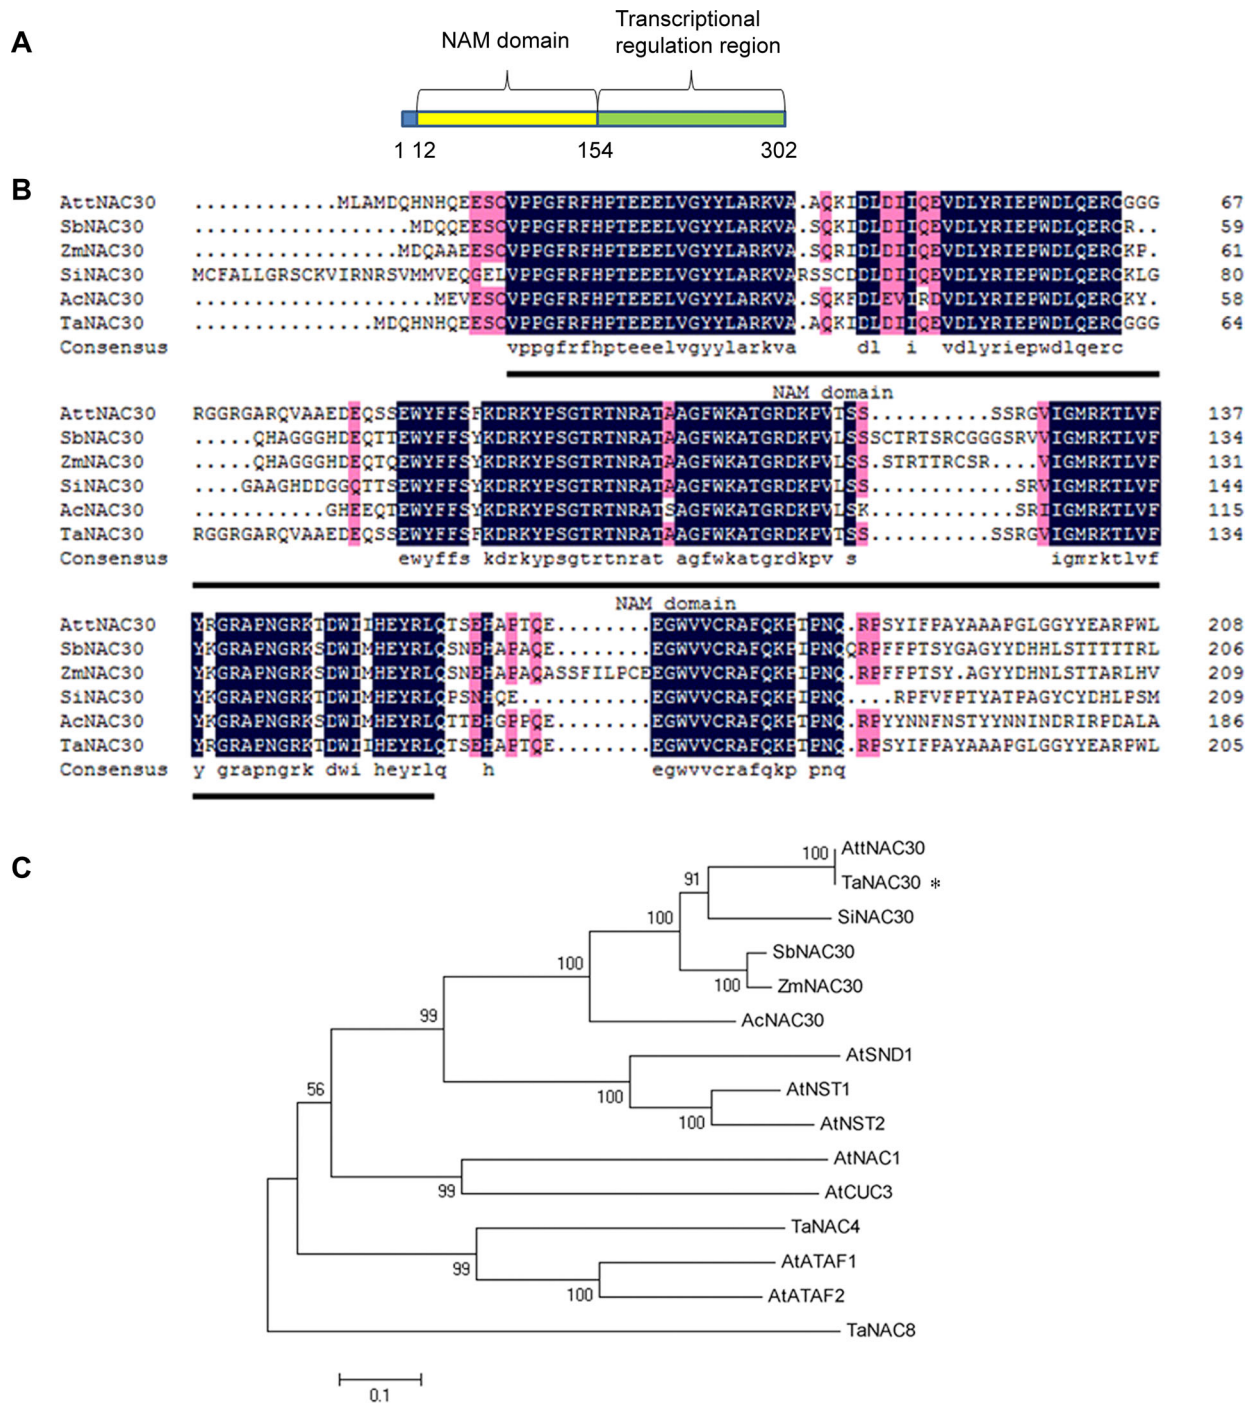 A
NAM domain
Transcriptional
regulation region
1 12 154 302
B
AttNAC30 ............MLAMDQHNHQEESCVPPGFRFHPTEEELVGYYLARKVA.AQKIDLDIIQEVDLYRIEPWDLQERCGGG 67
SbNAC30 ..................MDQQEESCVPPGFRFHPTEEELVGYYLARKVA.SQKIDLDIIQEVDLYRIEPWDLQERCR.. 59
ZmNAC30 .................MDQAAEESCVPPGFRFHPTEEELVGYYLARKVA.SQRIDLDIIQEVDLYRIEPWDLQERCKP. 61
SiNAC30 MCFALLGRSCKVIRNRSVMMVEQGELVPPGFRFHPTEEELVGYYLARKVARSSCDDLDIIQEVDLYRIEPWDLQERCKLG 80
AcNAC30 ....................MEVESCVPPGFRFHPTEEELVGYYLARKVA.SQKFDLEVIRDVDLYRIEPWDLQERCKY. 58
TaNAC30 ...............MDQHNHQEESCVPPGFRFHPTEEELVGYYLARKVA.AQKIDLDIIQEVDLYRIEPWDLQERCGGG 64
Consensus vppgfrfhpteeelvgyylarkva dl i vdlyriepwdlqerc
NAM domain
AttNAC30 RGGRGARQVAAEDEQSSEWYFFSFKDRKYPSGTRTNRATAAGFWKATGRDKPVTSS..........SSRGVIGMRKTLVF 137
SbNAC30 .....QHAGGGHDEQTTEWYFFSYKDRKYPSGTRTNRATAAGFWKATGRDKPVLSSSCTRTSRCGGGSRVVIGMRKTLVF 134
ZmNAC30 .....QHAGGGHDEQTQEWYFFSYKDRKYPSGTRTNRATAAGFWKATGRDKPVLSS.STRTTRCSR....VIGMRKTLVF 131
SiNAC30 ....GAAGHDDGGQTTSEWYFFSYKDRKYPSGTRTNRATAAGFWKATGRDKPVLSS............SRVIGMRKTLVF 144
AcNAC30 ...........GHEEQTEWYFFSYKDRKYPSGTRTNRATSAGFWKATGRDKPVLSK............SRIIGMRKTLVF 115
TaNAC30 RGGRGARQVAAEDEQSSEWYFFSFKDRKYPSGTRTNRATAAGFWKATGRDKPVTSS..........SSRGVIGMRKTLVF 134
Consensus ewyffs kdrkypsgtrtnrat agfwkatgrdkpv s igmrktlvf
NAM domain
AttNAC30 YRGRAPNGRKTDWIIHEYRLQTSEHAPTQE........EGWVVCRAFQKPTPNQ.RPSYIFPAYAAAPGLGGYYEARPWL 208
SbNAC30 YKGRAPNGRKSDWIMHEYRLQSNEHAPAQE........EGWVVCRAFQKPIPNQQRPFFPTSYGAGYYDHHLSTTTTTRL 206
ZmNAC30 YKGRAPNGRKSDWIMHEYRLQSNEHAPAQASSFILPCEEGWVVCRAFQKPIPNQ.RPFFPTSY.AGYYDHNLSTTARLHV 209
SiNAC30 YKGRAPNGRKTDWIMHEYRLQPSNHQE...........EGWVVCRAFQKPTPNQ....RPFVFPTYATPAGYCYDHLPSM 209
AcNAC30 YKGRAPNGRKSDWIMHEYRLQTTEHGPPQE........EGWVVCRAFQKPTPNQ.RPYYNNFNSTYYNNINDRIRPDALA 186
TaNAC30 YRGRAPNGRKTDWIIHEYRLQTSEHAPTQE........EGWVVCRAFQKPTPNQ.RPSYIFPAYAAAPGLGGYYEARPWL 205
Consensus y grapngrk dwi heyrlq h egwvvcrafqkp pnq
C
100 AttNAC30
TaNAC30 *
91
SiNAC30
100
SbNAC30
100 ZmNAC30
100
AcNAC30
99
AtSND1
100
AtNST1
100 AtNST2
56
AtNAC1
99 AtCUC3
TaNAC4
99
AtATAF1
100 AtATAF2
TaNAC8
0.1